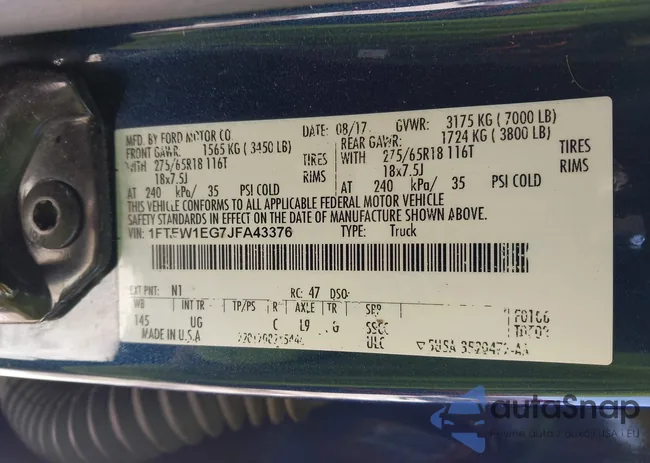 MFD. BY FORD MOTOR CO.
DATE: 08/17
GVWR: 3175 KG ( 7000 LB)
FRONT GAWR: 1565 KG ( 3450 LB)
REAR GAWR: 1724 KG ( 3800 LB)
WITH 275/65R18 116T TIRES
WITH 275/65R18 116T TIRES
18x7.5J RIMS
18x7.5J RIMS
AT 240 kPa/ 35 PSI COLD
AT 240 kPa/ 35 PSI COLD
THIS VEHICLE CONFORMS TO ALL APPLICABLE FEDERAL MOTOR VEHICLE
SAFETY STANDARDS IN EFFECT ON THE DATE OF MANUFACTURE SHOWN ABOVE.
VIN: 1FTFW1EG7JFA43376 TYPE: Truck
EXT PNT: N1 RC: 47 DSO:
WB INT TR TP/PS R AXLE TR SPR
145 UG C L9 G
MADE IN U.S.A
ULC
autoSnap